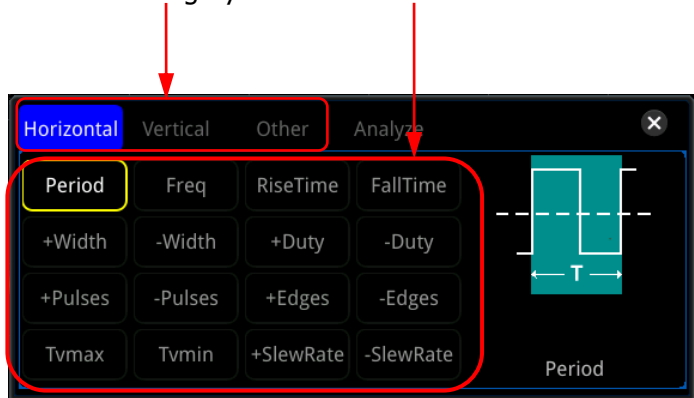 Horizontal Vertical Other Analyze
Period Freq RiseTime FallTime
+Width -Width +Duty -Duty
+Pulses -Pulses +Edges -Edges
Tvmax Tvmin +SlewRate -SlewRate
T
Period